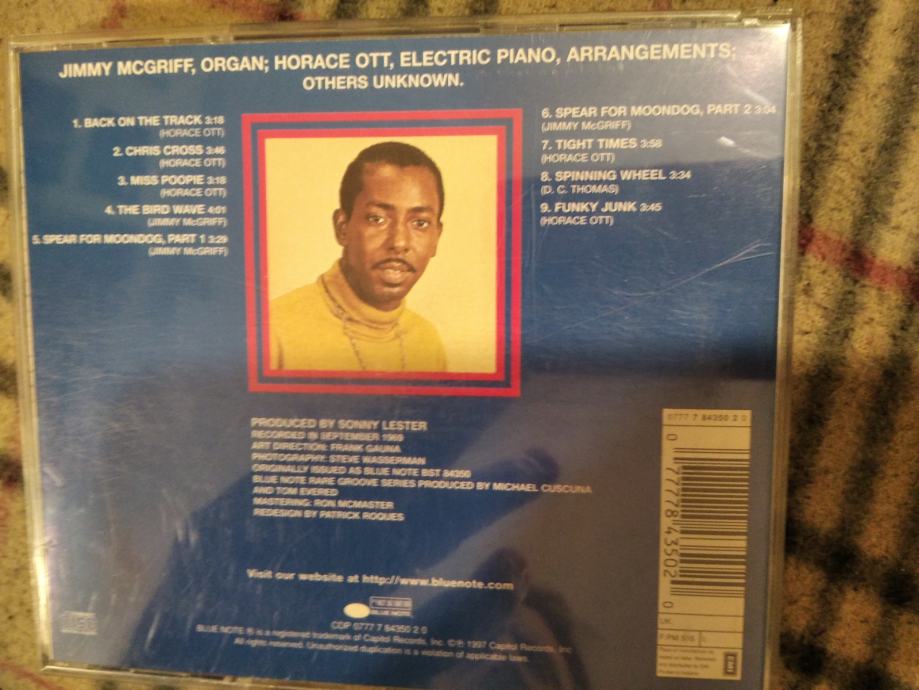 JIMMY MCGRIFF, ORGAN; HORACE OTT, ELECTRIC PIANO, ARRANGEMENTS;
OTHERS UNKNOWN.
1. BACK ON THE TRACK 3:18
(HORACE OTT)
2. CHRIS CROSS 3:46
(HORACE OTT)
3. MISS POOPIE 3:18
(HORACE OTT)
4. THE BIRD WAVE 4:01
(JIMMY McGRIFF)
5. SPEAR FOR MOONDOG, PART 1 3:29
(JIMMY McGRIFF)
6. SPEAR FOR MOONDOG, PART 2 3:04
(JIMMY McGRIFF)
7. TIGHT TIMES 3:58
(HORACE OTT)
8. SPINNING WHEEL 3:34
(D. C. THOMAS)
9. FUNKY JUNK 3:45
(HORACE OTT)
PRODUCED BY SONNY LESTER
RECORDED IN SEPTEMBER 1969
ART DIRECTION: FRANK GAUNA
PHOTOGRAPHY: STEVE WASSERMAN
ORIGINALLY ISSUED AS BLUE NOTE BST 84350
BLUE NOTE RARE GROOVE SERIES PRODUCED BY MICHAEL CUSCUNA
AND TOM EVERED
MASTERING: RON MCMASTER
REDESIGN BY PATRICK ROQUES
Visit our website at http://www.bluenote.com
BLUE NOTE
CDP 0777 7 84350 2 0
BLUE NOTE ® is a registered trademark of Capitol Records, Inc. ©℗ 1997 Capitol Records, Inc
All rights reserved. Unauthorized duplication is a violation of applicable laws.
0777 7 84350 2 0
0 77778 43502 0
UK:
EMI